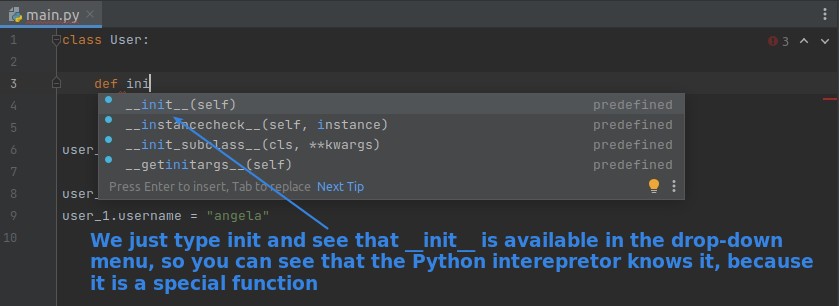 main.py
1 class User:
3
2
3 def ini
__init__(self) predefined
4
__instancecheck__(self, instance) predefined
5
__init_subclass__(cls, **kwargs) predefined
6 user_
__getinitargs__(self) predefined
7
Press Enter to insert, Tab to replace Next Tip
8 user_
9 user_1.username = "angela"
10
We just type init and see that __init__ is available in the drop-down
menu, so you can see that the Python interepretor knows it, because
it is a special function